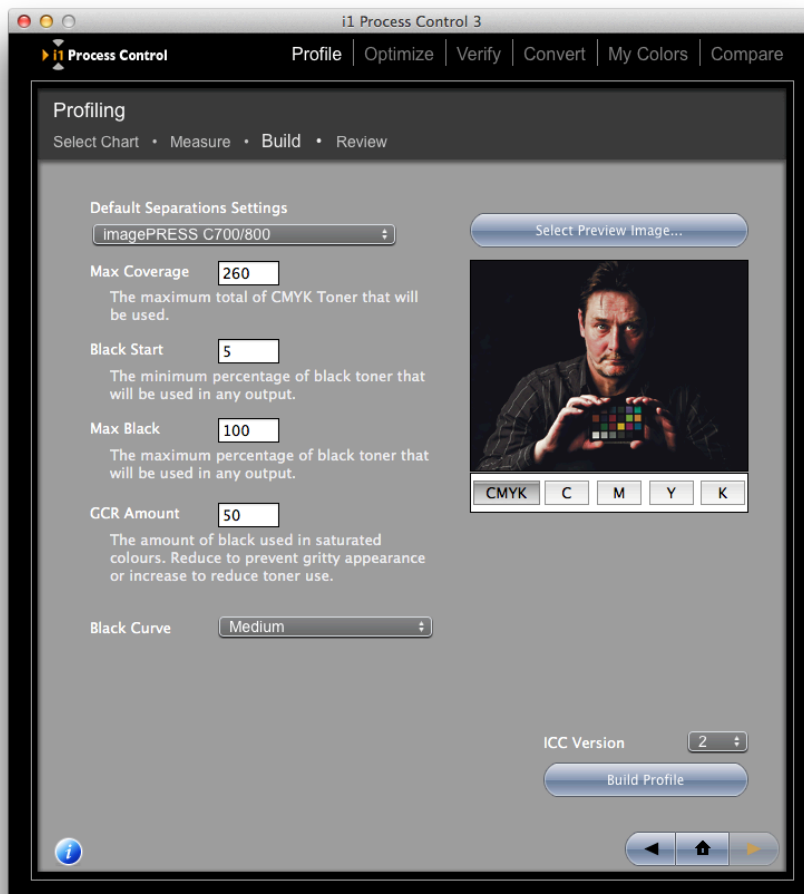 i1 Process Control 3
i1 Process Control
Profile
Optimize
Verify
Convert
My Colors
Compare
Profiling
Select Chart • Measure • Build • Review
Default Separations Settings
imagePRESS C700/800
Max Coverage 260
The maximum total of CMYK Toner that will
be used.
Black Start 5
The minimum percentage of black toner that
will be used in any output.
Max Black 100
The maximum percentage of black toner that
will be used in any output.
GCR Amount 50
The amount of black used in saturated
colours. Reduce to prevent gritty appearance
or increase to reduce toner use.
Black Curve Medium
Select Preview Image...
CMYK C M Y K
ICC Version 2
Build Profile
i